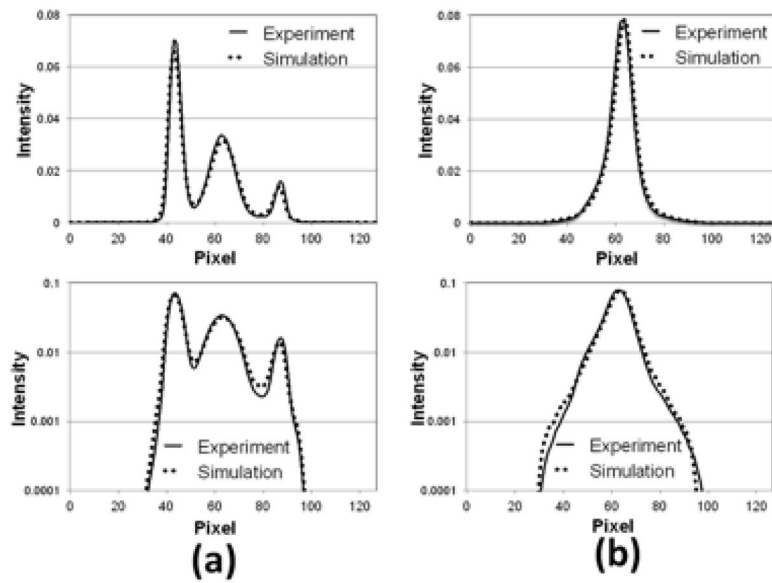 0.08
0.06
0.04
0.02
0
Intensity
Experiment
Simulation
0 20 40 60 80 100 120
Pixel
0.08
0.06
0.04
0.02
0
Intensity
Experiment
Simulation
0 20 40 60 80 100 120
Pixel
0.1
0.01
0.001
0.0001
Intensity
Experiment
Simulation
0 20 40 60 80 100 120
Pixel
(a)
0.1
0.01
0.001
0.0001
Intensity
Experiment
Simulation
0 20 40 60 80 100 120
Pixel
(b)